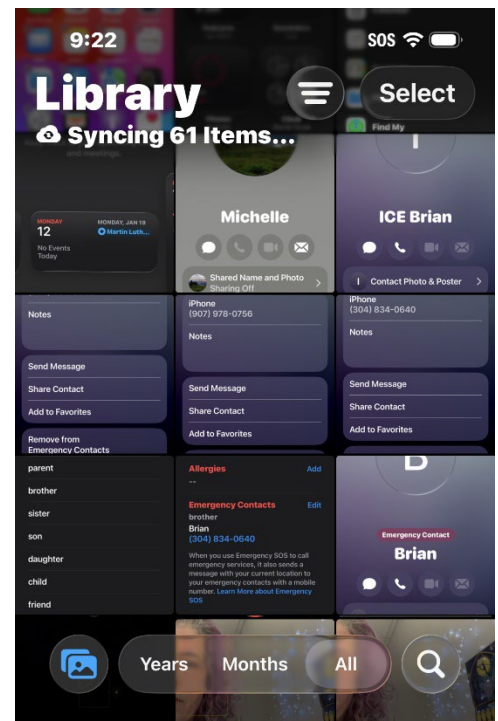 9:22
SOS
Library
Select
Syncing 61 Items...
Find My
and meetings.
MONDAY
12
No Events
Today
MONDAY, JAN 19
Martin Luth...
Michelle
Shared Name and Photo
Sharing Off
I
ICE Brian
I Contact Photo & Poster
Notes
Send Message
Share Contact
Add to Favorites
Remove from
Emergency Contacts
iPhone
(907) 978-0756
Notes
Send Message
Share Contact
Add to Favorites
iPhone
(304) 834-0640
Notes
Send Message
Share Contact
Add to Favorites
parent
brother
sister
son
daughter
child
friend
Allergies
Add
--
Emergency Contacts
Edit
brother
Brian
(304) 834-0640
When you use Emergency SOS to call
emergency services, it also sends a
message with your current location to
your emergency contacts with a mobile
number. Learn More about Emergency
SOS
Emergency Contact
Brian
Years
Months
All